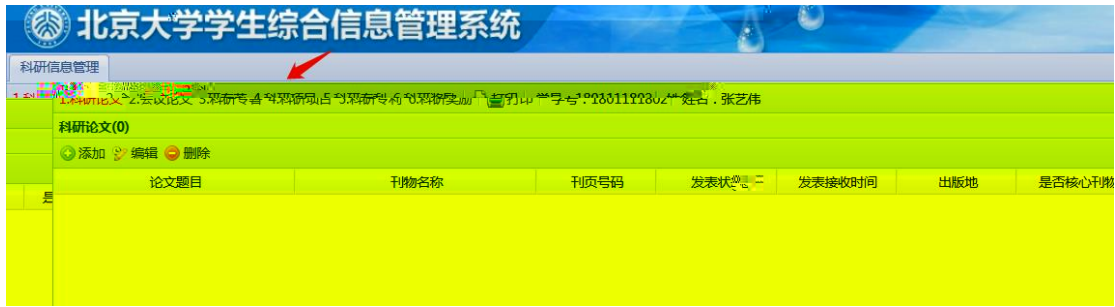 北京大学学生综合信息管理系统
科研信息管理
1.科研论文 2.会议论文 3.科研专著 4.科研项目 5.科研专利 6.科研奖励 打印 学号: 姓名:张艺伟
科研论文(0)
添加 编辑 删除
论文题目 刊物名称 刊页号码 发表状 发表接收时间 出版地 是否核心刊物